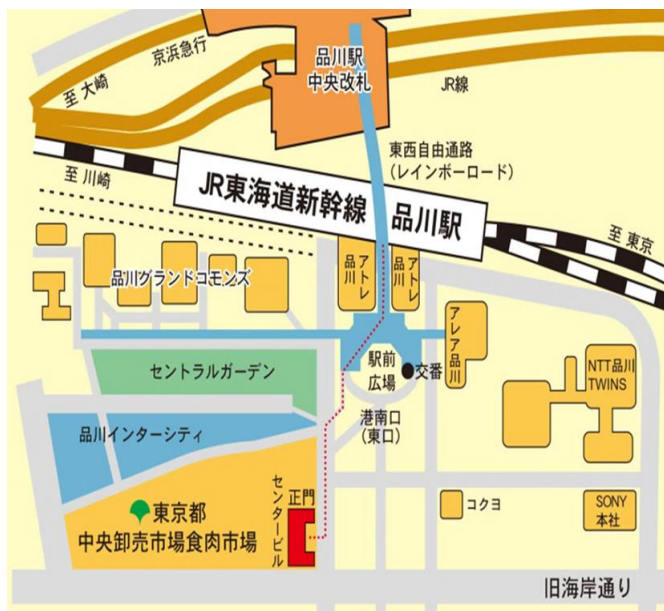 京浜急行
品川駅
中央改札
至 大崎
JR線
東西自由通路
(レインボーロード)
至 川崎
JR東海道新幹線 品川駅
至 東京
品川グランドコモンズ
アトレ
品川
アトレ
品川
アレア品川
駅前
広場
交番
NTT品川
TWINS
セントラルガーデン
港南口
(東口)
品川インターシティ
東京都
中央卸売市場食肉市場
センタービル
正門
コクヨ
SONY
本社
旧海岸通り